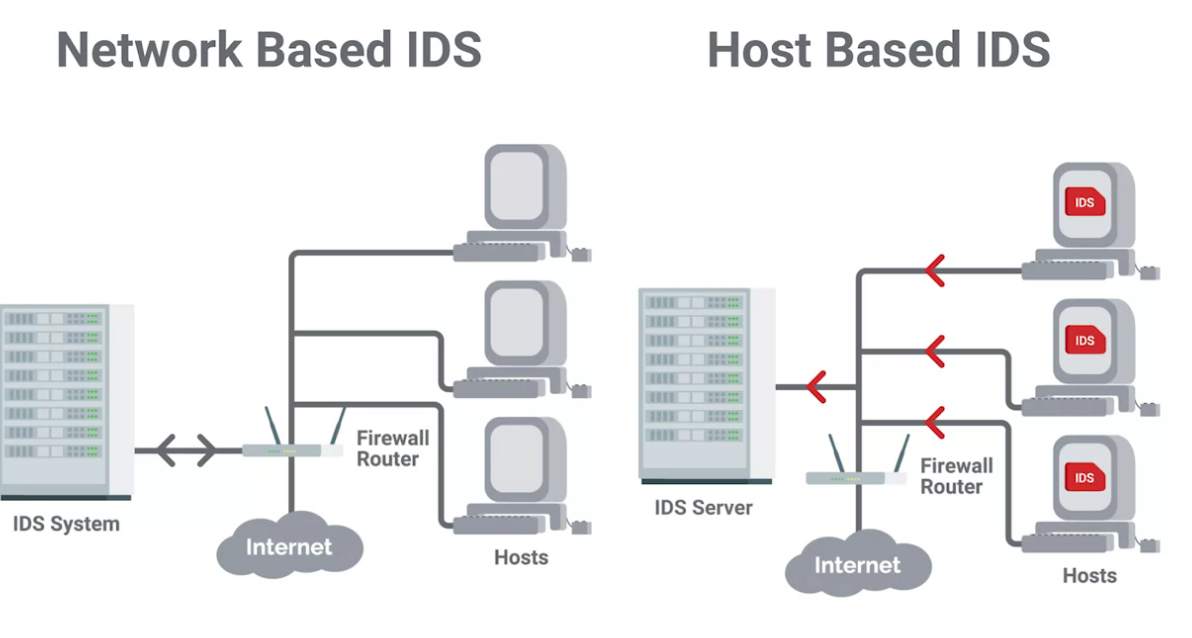 Network Based IDS
Host Based IDS
Firewall
Router
IDS System
Internet
Hosts
IDS
IDS
IDS
Firewall
Router
IDS Server
Internet
Hosts